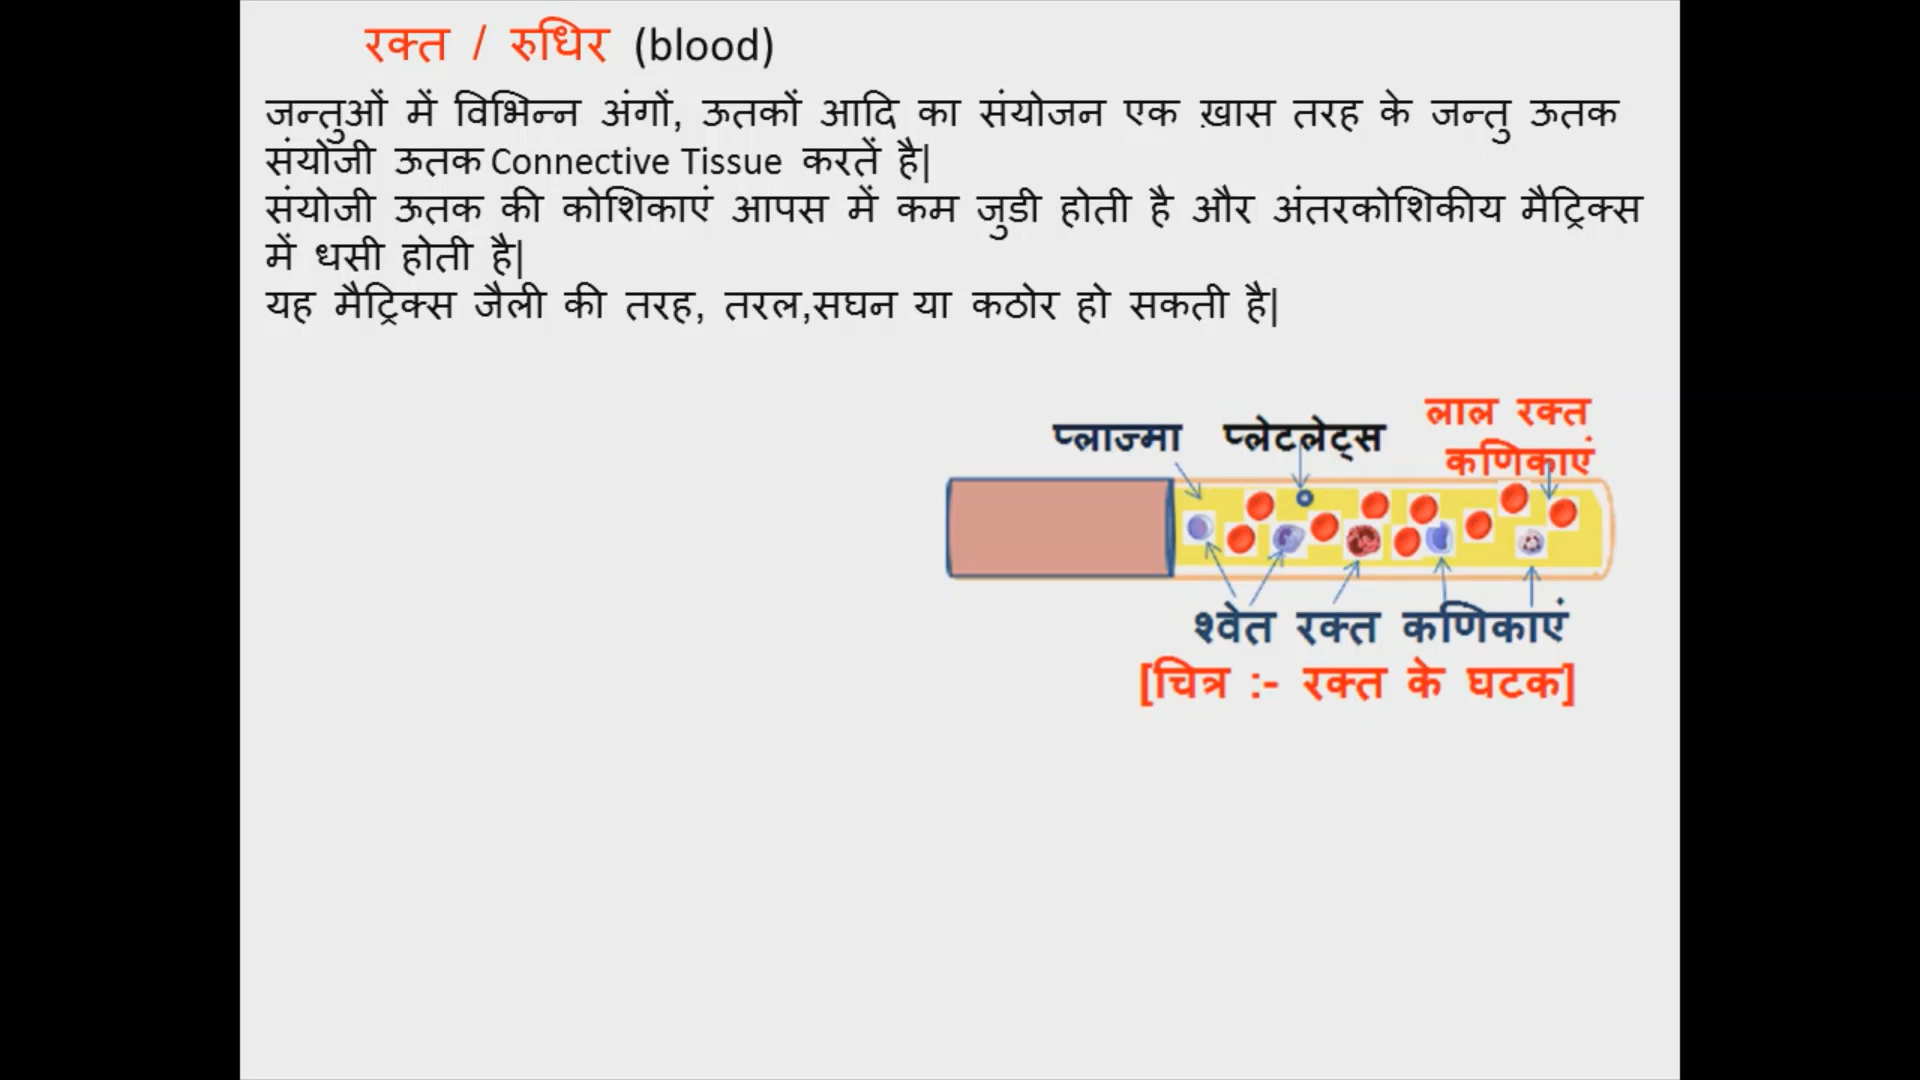 रक्त / रुधिर (blood)
जन्तुओं में विभिन्न अंगों, ऊतकों आदि का संयोजन एक ख़ास तरह के जन्तु ऊतक
संयोजी ऊतक Connective Tissue करतें है|
संयोजी ऊतक की कोशिकाएं आपस में कम जुडी होती है और अंतरकोशिकीय मैट्रिक्स
में धसी होती है|
यह मैट्रिक्स जैली की तरह, तरल,सघन या कठोर हो सकती है|
प्लाज्मा
प्लेटलेट्स
लाल रक्त
कणिकाएं
श्वेत रक्त कणिकाएं
[चित्र :- रक्त के घटक]